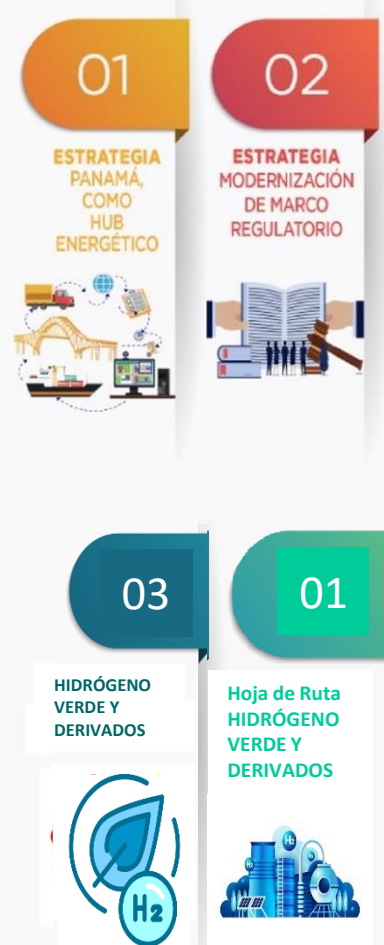 01
ESTRATEGIA
PANAMÁ,
COMO
HUB
ENERGÉTICO
02
ESTRATEGIA
MODERNIZACIÓN
DE MARCO
REGULATORIO
03
HIDRÓGENO
VERDE Y
DERIVADOS
H2
01
Hoja de Ruta
HIDRÓGENO
VERDE Y
DERIVADOS
H2